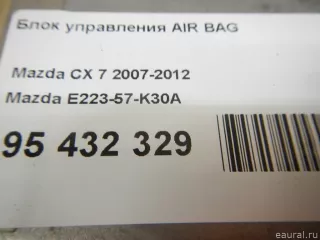 Блок управления AIR BAG
Mazda CX 7 2007-2012
Mazda E223-57-K30A
95 432 329
eaural.ru